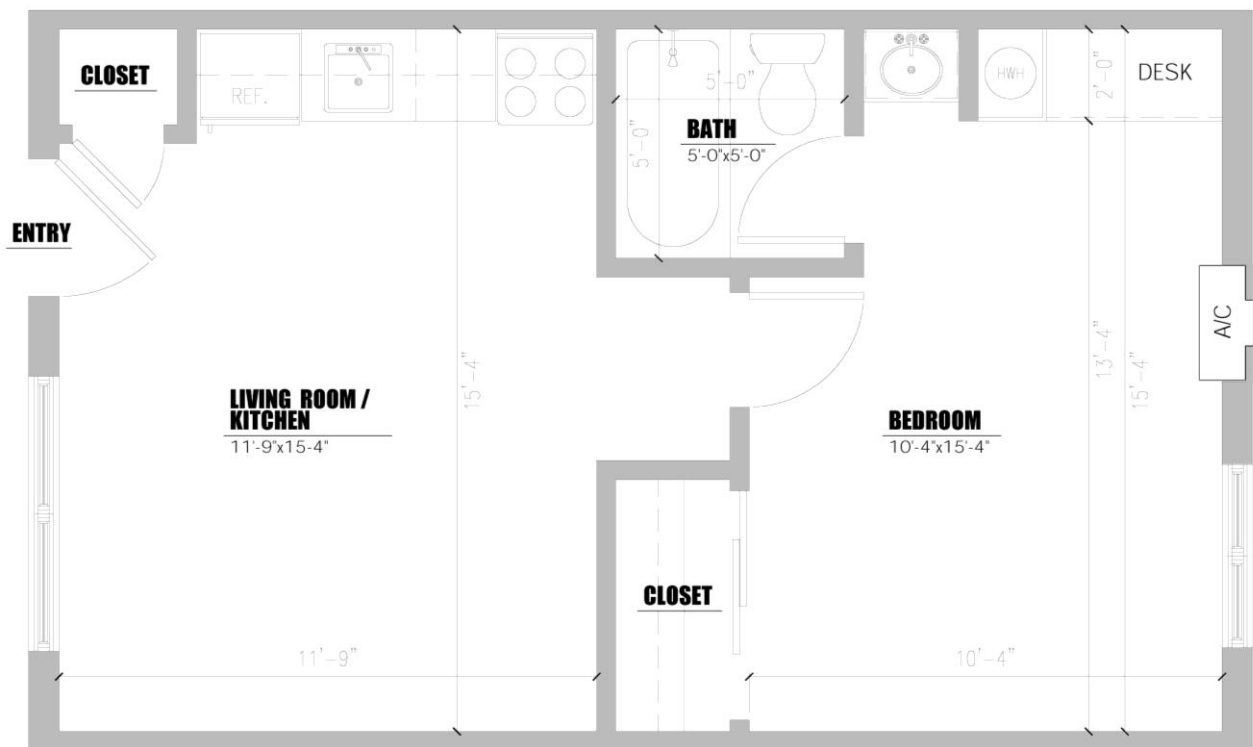 CLOSET
REF.
5'-0"
5'-0"
BATH
5'-0"x5'-0"
HWH
2'-0"
DESK
ENTRY
A/C
15'-4"
13'-4"
15'-4"
LIVING ROOM /
KITCHEN
11'-9"x15-4"
BEDROOM
10'-4"x15'-4"
CLOSET
11'-9"
10'-4"